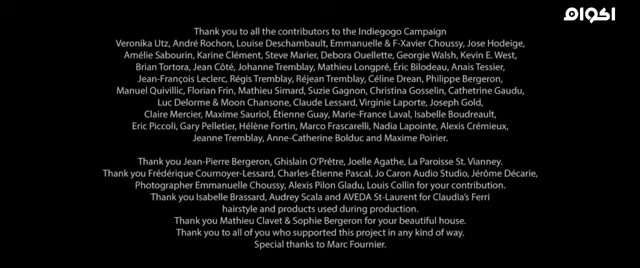 اكوام
Thank you to all the contributors to the Indiegogo Campaign
Veronika Utz, André Rochon, Louise Deschambault, Emmanuelle & F-Xavier Choussy, Jose Hodeige,
Amélie Sabourin, Karine Clément, Steve Marier, Debora Ouellette, Georgie Walsh, Kevin E. West,
Brian Tortora, Jean Côté, Johanne Tremblay, Mathieu Longpré, Éric Bilodeau, Anais Tessier,
Jean-François Leclerc, Régis Tremblay, Réjean Tremblay, Céline Drean, Philippe Bergeron,
Manuel Quivillic, Florian Frin, Mathieu Simard, Suzie Gagnon, Christina Gosselin, Cathetrine Gaudu,
Luc Delorme & Moon Chansone, Claude Lessard, Virginie Laporte, Joseph Gold,
Claire Mercier, Maxime Sauriol, Étienne Guay, Marie-France Laval, Isabelle Boudreault,
Eric Piccoli, Gary Pelletier, Hélène Fortin, Marco Frascarelli, Nadia Lapointe, Alexis Crémieux,
Jeanne Tremblay, Anne-Catherine Bolduc and Maxime Poirier.
Thank you Jean-Pierre Bergeron, Ghislain O'Prêtre, Joelle Agathe, La Paroisse St. Vianney.
Thank you Frédérique Cournoyer-Lessard, Charles-Étienne Pascal, Jo Caron Audio Studio, Jérôme Décarie,
Photographer Emmanuelle Choussy, Alexis Pilon Gladu, Louis Collin for your contribution.
Thank you Isabelle Brassard, Audrey Scala and AVEDA St-Laurent for Claudia's Ferri
hairstyle and products used during production.
Thank you Mathieu Clavet & Sophie Bergeron for your beautiful house.
Thank you to all of you who supported this project in any kind of way.
Special thanks to Marc Fournier.